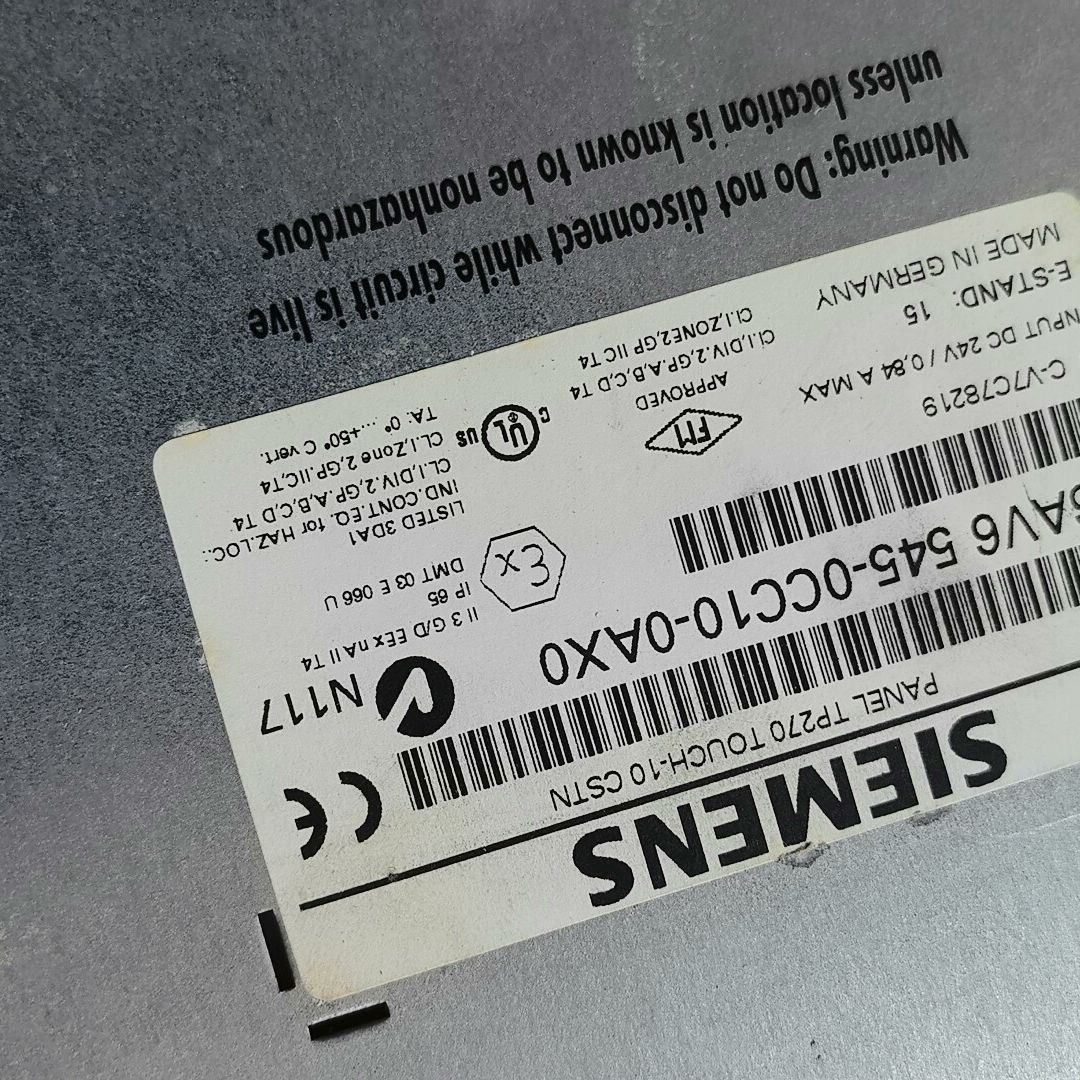 SIEMENS
PANEL TP270 TOUCH-10 CSTN
6AV6 545-0CC10-0AX0
C-V7C78219
INPUT DC 24V / 0,84 A MAX
E-STAND: 15
MADE IN GERMANY
CE
N117
II 3 G/D EEx nA II T4
IP 65
DMT 03 E 066 U
Ex
FM
APPROVED
CI.I,DIV.2,GP.A,B,C,D T4
CI.I,ZONE2,GP IIC T4
C UL US
LISTED 3DA1
IND.CONT.EQ. for HAZ.LOC.:
CL.I,DIV.2,GP.A,B,C,D T4
CL.I,Zone 2,GP.IIC,T4
TA: 0° ... +50° C vert.
Warning: Do not disconnect while circuit is live
unless location is known to be nonhazardous